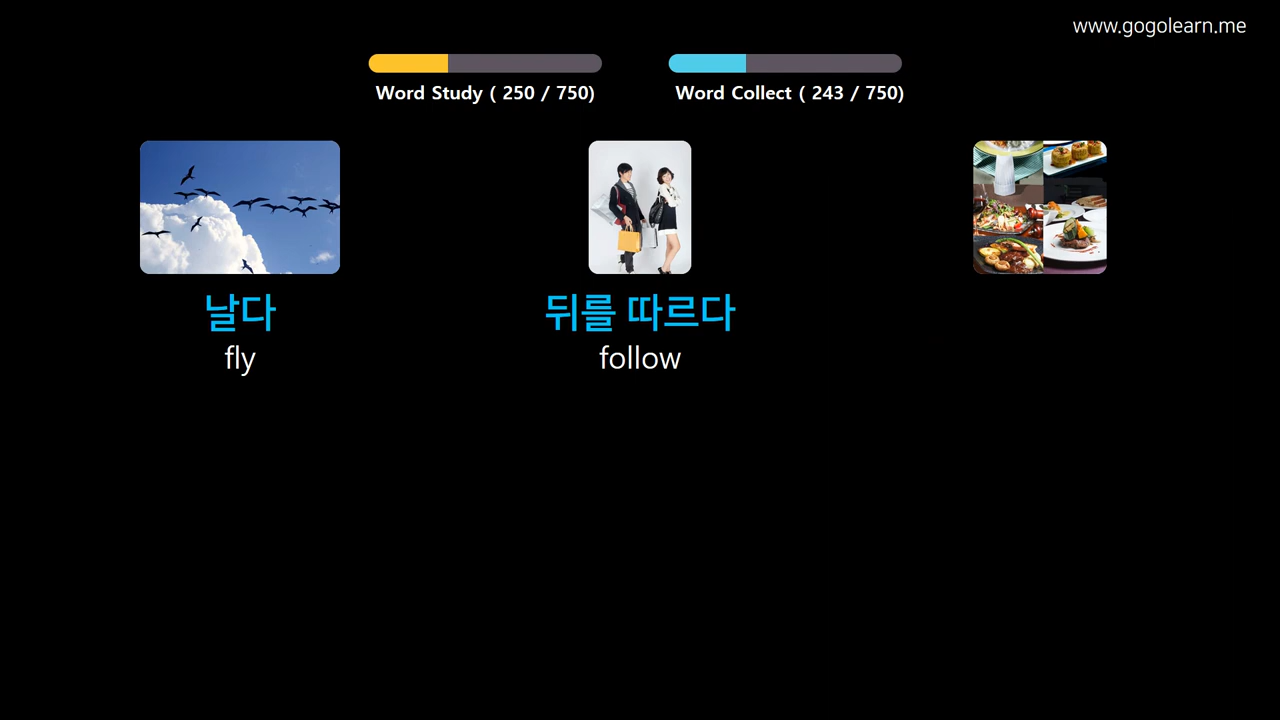 www.gogolearn.me
Word Study ( 250 / 750)
Word Collect ( 243 / 750)
날다
fly
뒤를 따르다
follow